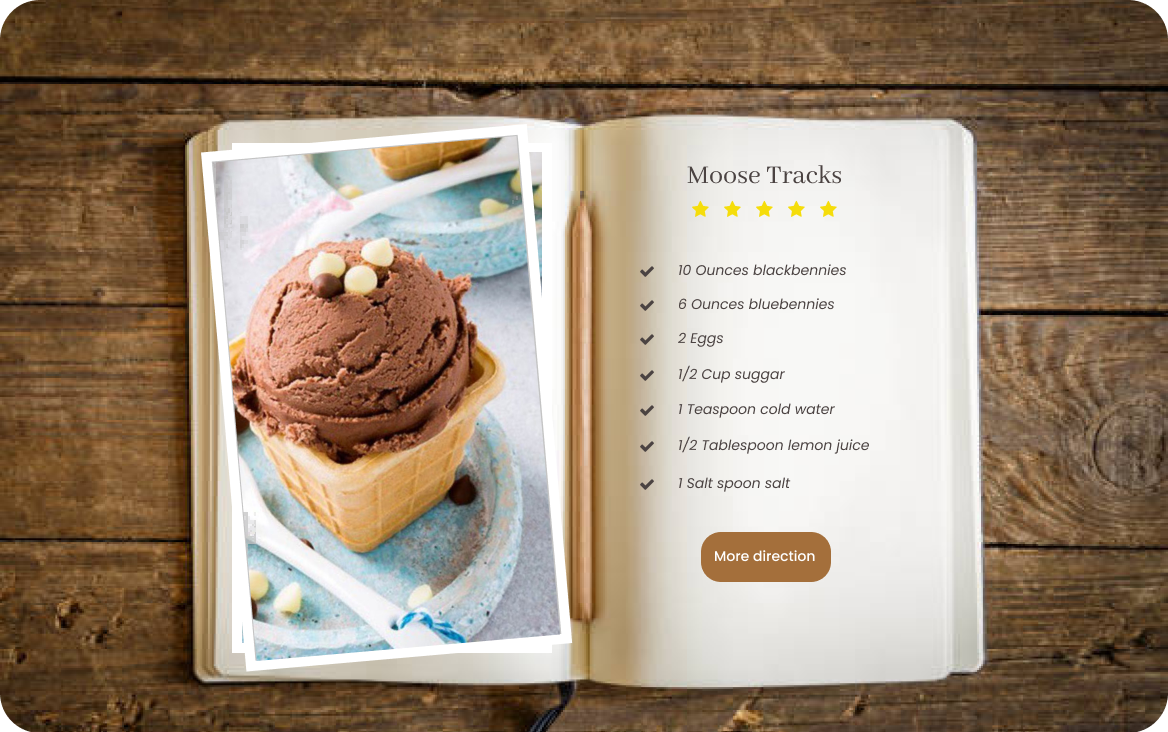 Moose Tracks
10 Ounces blackbennies
6 Ounces bluebennies
2 Eggs
1/2 Cup suggar
1 Teaspoon cold water
1/2 Tablespoon lemon juice
1 Salt spoon salt
More direction